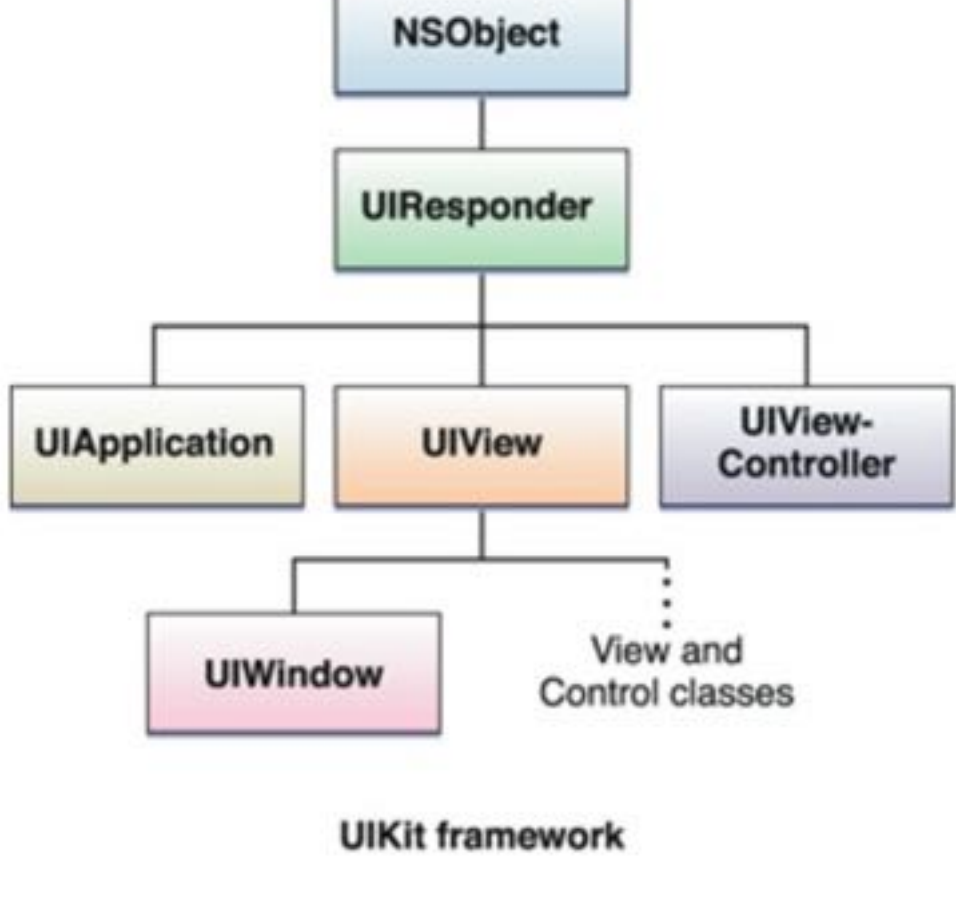 NSObject
UIResponder
UIApplication
UIView
UIView-
Controller
UIWindow
View and
Control classes
UIKit framework